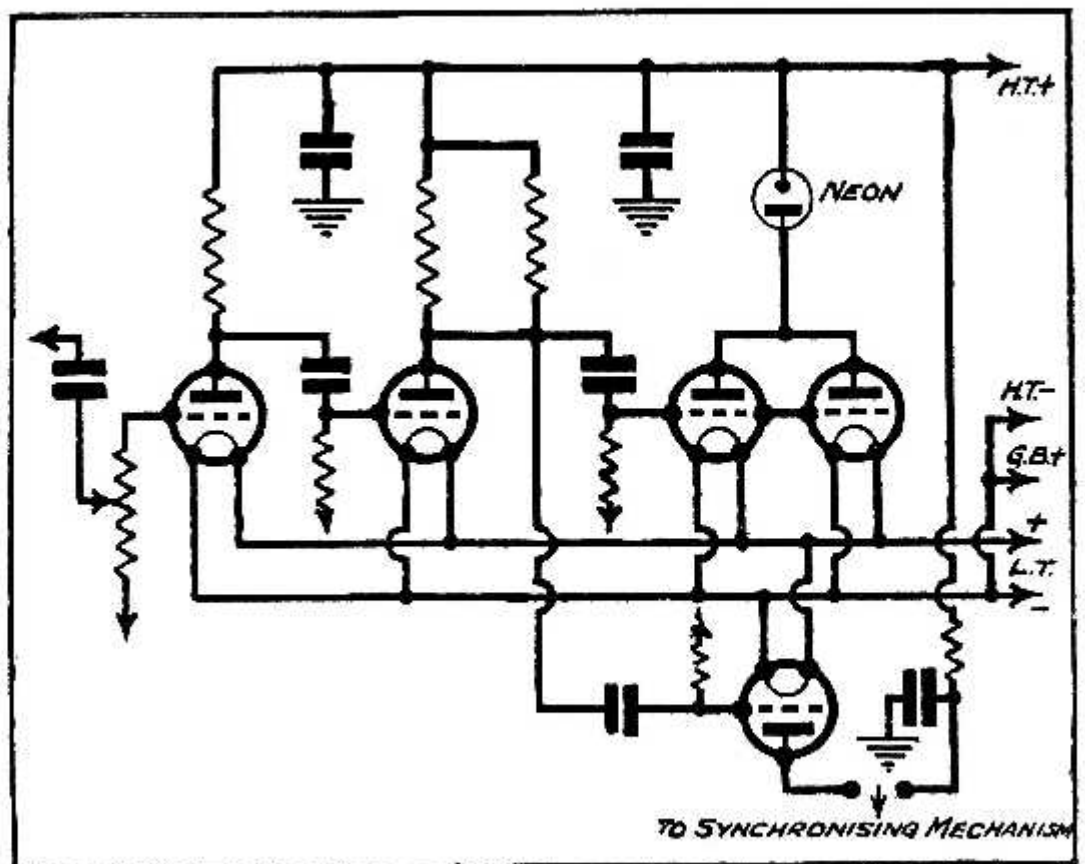 H.T.+
NEON
H.T.-
G.B.+
+
L.T.
-
TO SYNCHRONISING MECHANISM